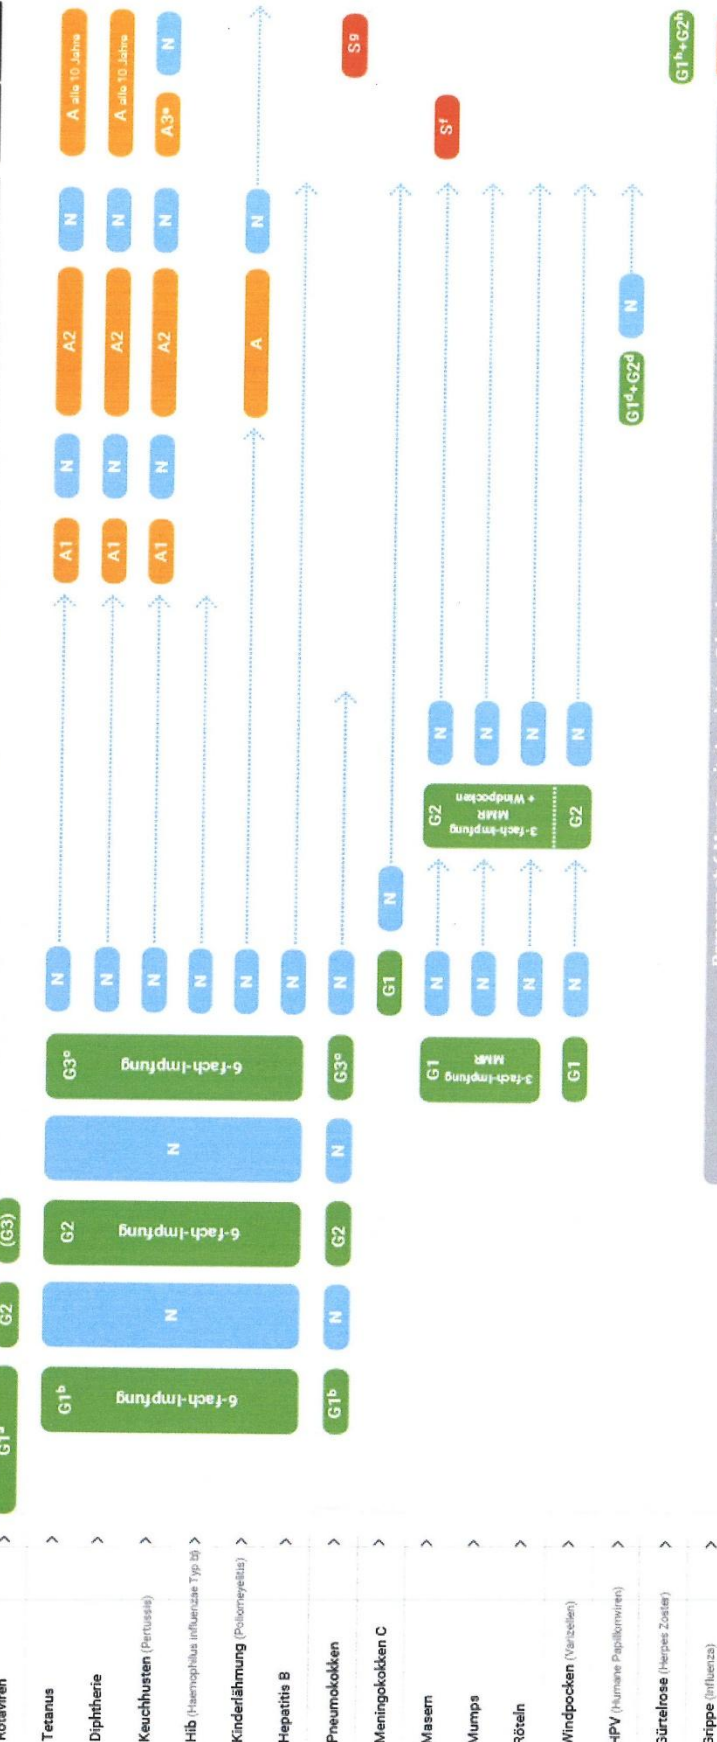 Rotaviren
G1ª G2 (G3)
Tetanus
G1ᵇ N G2 N G3ᶜ N A1 N A2 N A alle 10 Jahre
Diphtherie
N A1 N A2 N A alle 10 Jahre
Keuchhusten (Pertussis)
6-fach-Impfung 6-fach-Impfung 6-fach-Impfung N A1 N A2 N A3ᵉ N
Hib (Haemophilus influenzae Typ b)
N
Kinderlähmung (Poliomeyelitis)
N A N
Hepatitis B
N
Pneumokokken
G1ᵇ N G2 N G3ᶜ N Sᵍ
Meningokokken C
G1 N
Masern
G1 N G2 N Sᶠ
Mumps
3-fach-Impfung
MMR
N
3-fach-Impfung
MMR
+ Windpocken
N
Röteln
N N
Windpocken (Varizellen)
G1 N G2 N
HPV (Humane Papillomviren)
G1ᵈ+G2ᵈ N
Gürtelrose (Herpes Zoster)
G1ʰ+G2ʰ
Grippe (Influenza)